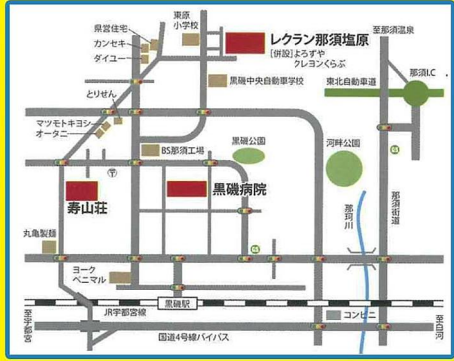 県営住宅
カンセキ
ダイユー
東原
小学校
レクラン那須塩原
[併設]よろずや
クレヨンくらぶ
至那須温泉
那須I.C
東北自動車道
黒磯中央自動車学校
とりせん
マツモトキヨシ
オータニ
BS那須工場
黒磯公園
河畔公園
寿山荘
黒磯病院
那珂川
那須街道
丸亀製麺
ヨーク
ベニマル
黒磯駅
JR宇都宮線
コンビニ
国道4号線バイパス
至宇都宮
至白河